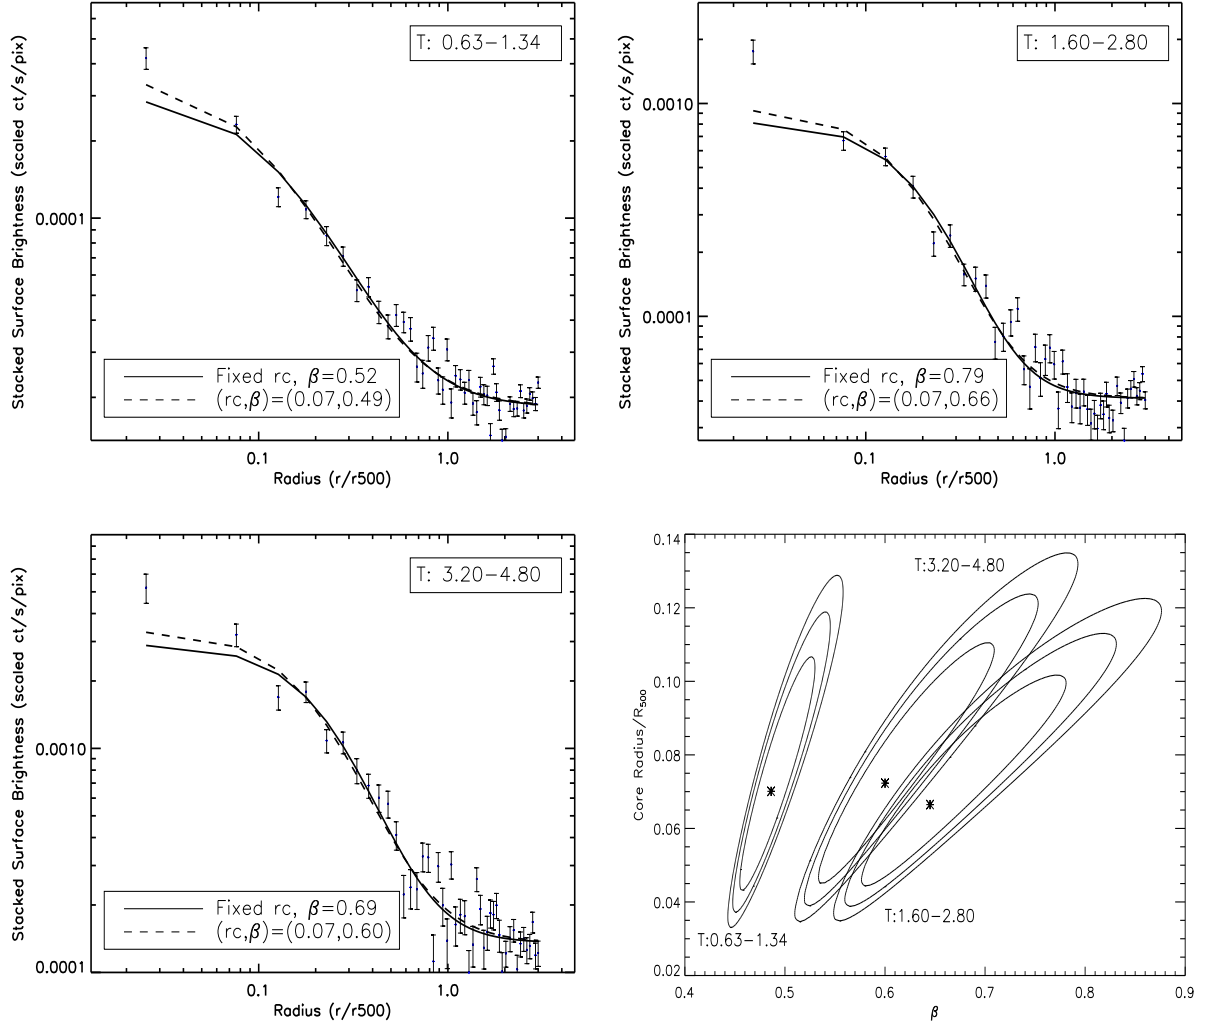 T: 0.63−1.34
Stacked Surface Brightness (scaled ct/s/pix)
0.0001
Fixed rc, β=0.52
(rc,β)=(0.07,0.49)
0.1
1.0
Radius (r/r500)
T: 1.60−2.80
Stacked Surface Brightness (scaled ct/s/pix)
0.0010
0.0001
Fixed rc, β=0.79
(rc,β)=(0.07,0.66)
0.1
1.0
Radius (r/r500)
T: 3.20−4.80
Stacked Surface Brightness (scaled ct/s/pix)
0.0010
0.0001
Fixed rc, β=0.69
(rc,β)=(0.07,0.60)
0.1
1.0
Radius (r/r500)
Core Radius/R500
0.14
0.12
0.10
0.08
0.06
0.04
0.02
T:3.20−4.80
T:1.60−2.80
T:0.63−1.34
0.4
0.5
0.6
0.7
0.8
0.9
β